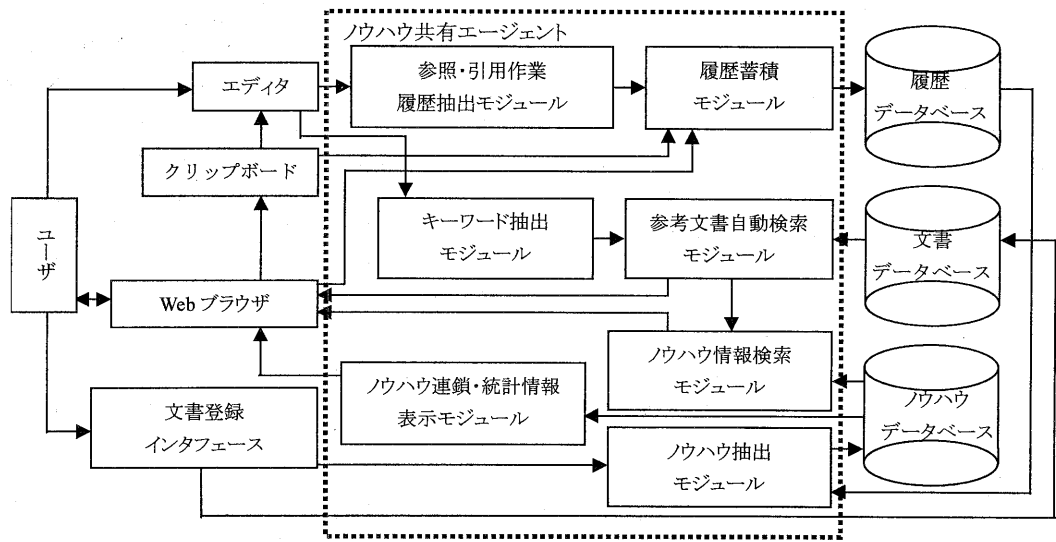 ノウハウ共有エージェント
エディタ
参照・引用作業
履歴抽出モジュール
履歴蓄積
モジュール
履歴
データベース
クリップボード
ユーザ
キーワード抽出
モジュール
参考文書自動検索
モジュール
文書
データベース
Web ブラウザ
ノウハウ情報検索
モジュール
ノウハウ連鎖・統計情報
表示モジュール
ノウハウ
データベース
文書登録
インタフェース
ノウハウ抽出
モジュール